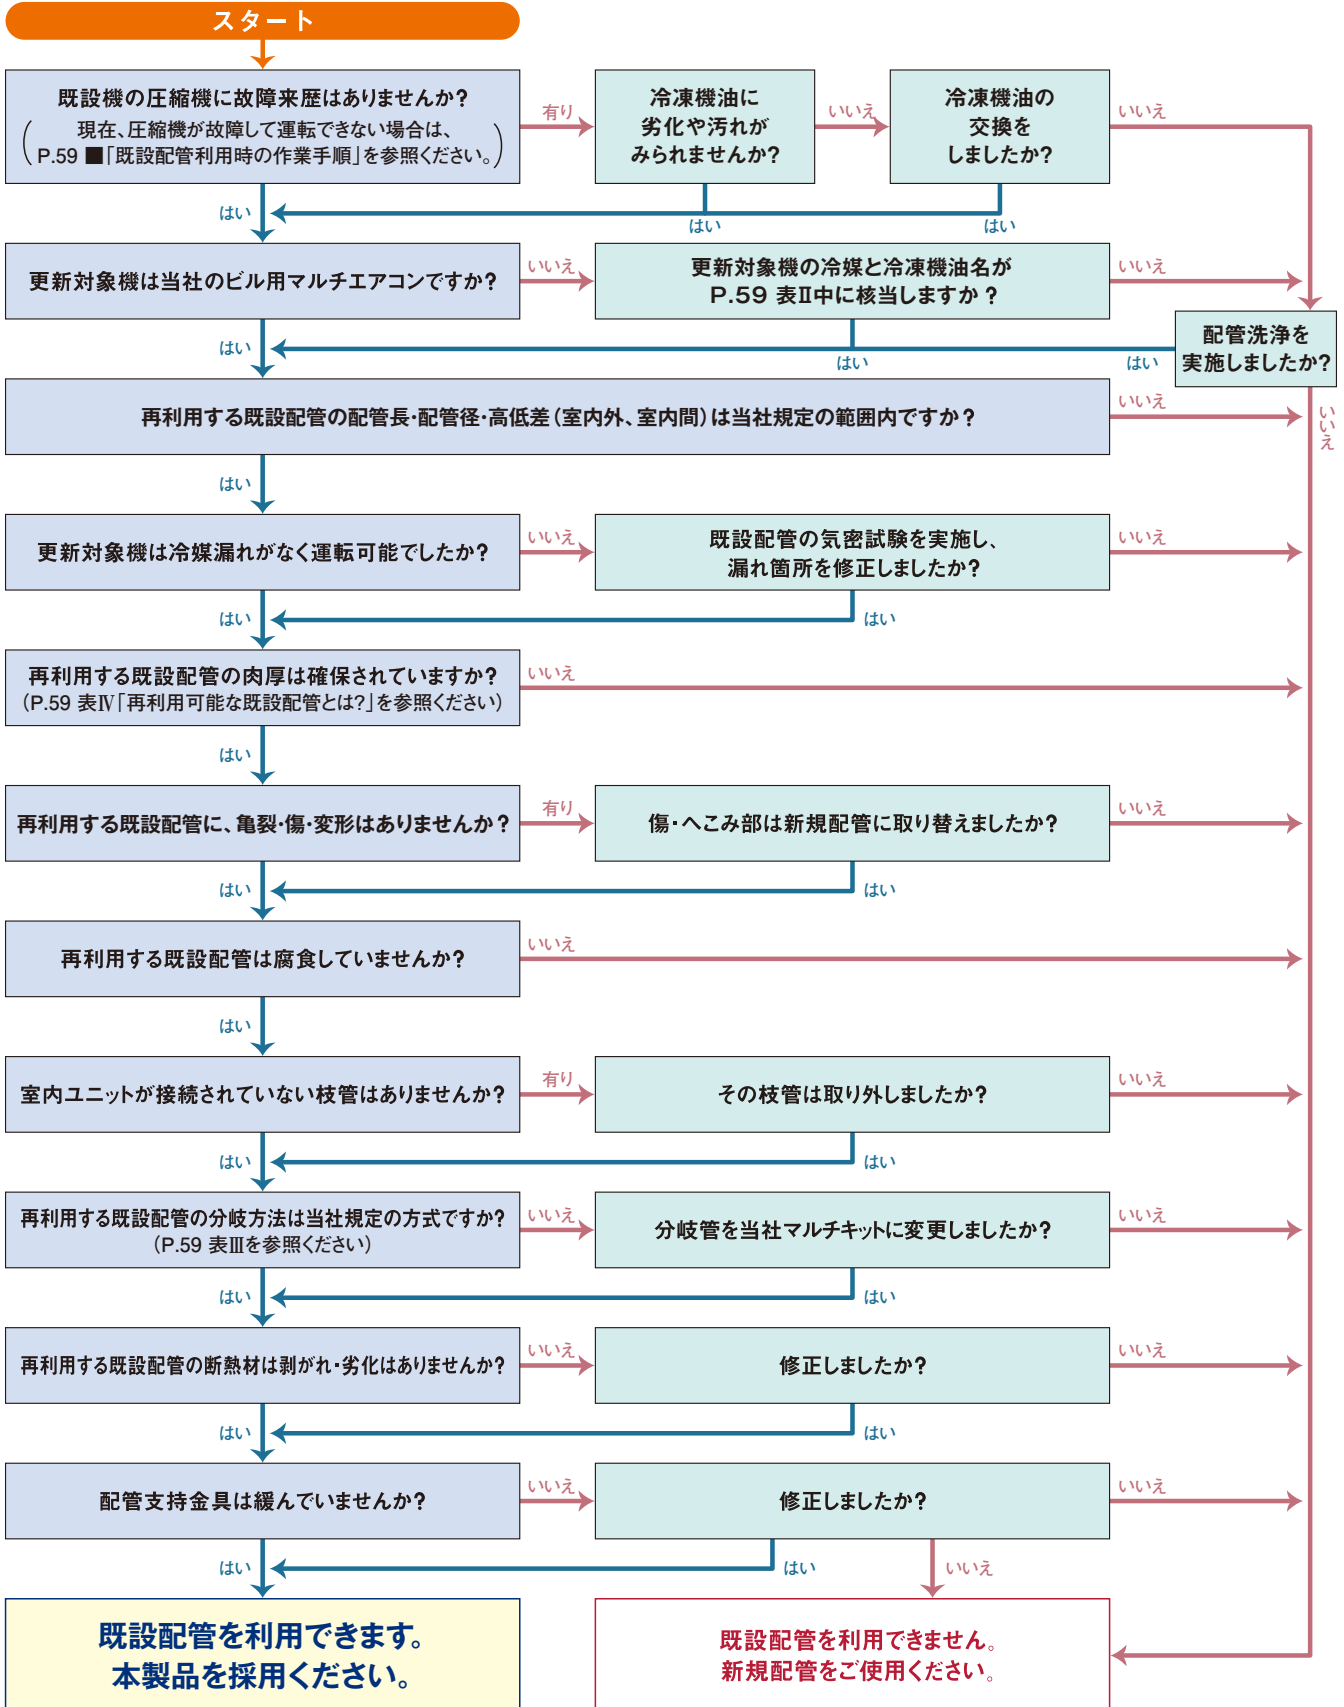 スタート
既設機の圧縮機に故障来歴はありませんか?
現在、圧縮機が故障して運転できない場合は、
P.59 ■「既設配管利用時の作業手順」を参照ください。
有り
冷凍機油に
劣化や汚れが
みられませんか?
いいえ
冷凍機油の
交換を
しましたか?
いいえ
はい
はい
はい
更新対象機は当社のビル用マルチエアコンですか?
いいえ
更新対象機の冷媒と冷凍機油名が
P.59 表Ⅱ中に核当しますか?
いいえ
配管洗浄を
実施しましたか?
はい
はい
はい
いいえ
再利用する既設配管の配管長・配管径・高低差(室内外、室内間)は当社規定の範囲内ですか?
いいえ
はい
更新対象機は冷媒漏れがなく運転可能でしたか?
いいえ
既設配管の気密試験を実施し、
漏れ箇所を修正しましたか?
いいえ
はい
はい
再利用する既設配管の肉厚は確保されていますか?
(P.59 表Ⅳ「再利用可能な既設配管とは?」を参照ください)
いいえ
はい
再利用する既設配管に、亀裂・傷・変形はありませんか?
有り
傷・へこみ部は新規配管に取り替えましたか?
いいえ
はい
はい
再利用する既設配管は腐食していませんか?
いいえ
はい
室内ユニットが接続されていない枝管はありませんか?
有り
その枝管は取り外しましたか?
いいえ
はい
はい
再利用する既設配管の分岐方法は当社規定の方式ですか?
(P.59 表Ⅲを参照ください)
いいえ
分岐管を当社マルチキットに変更しましたか?
いいえ
はい
はい
再利用する既設配管の断熱材は剥がれ・劣化はありませんか?
いいえ
修正しましたか?
いいえ
はい
はい
配管支持金具は緩んでいませんか?
いいえ
修正しましたか?
いいえ
はい
はい
いいえ
既設配管を利用できます。
本製品を採用ください。
既設配管を利用できません。
新規配管をご使用ください。